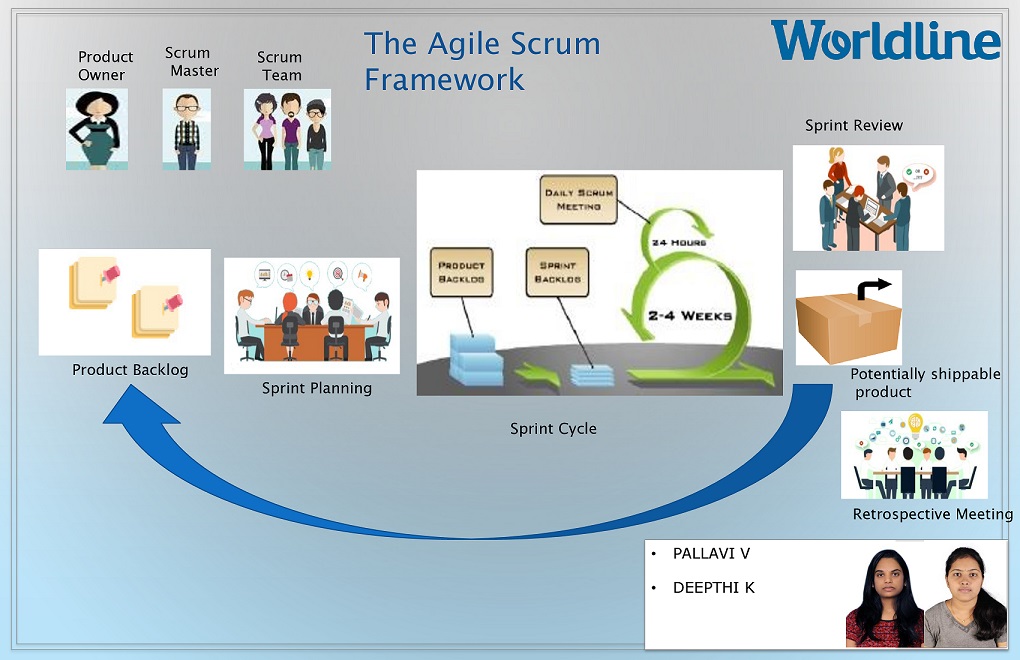 The Agile Scrum
Framework
Worldline
Product
Owner
Scrum
Master
Scrum
Team
Sprint Review
DAILY SCRUM
MEETING
24 HOURS
PRODUCT
BACKLOG
SPRINT
BACKLOG
2-4 WEEKS
Product Backlog
Sprint Planning
Sprint Cycle
Potentially shippable
product
Retrospective Meeting
• PALLAVI V
• DEEPTHI K